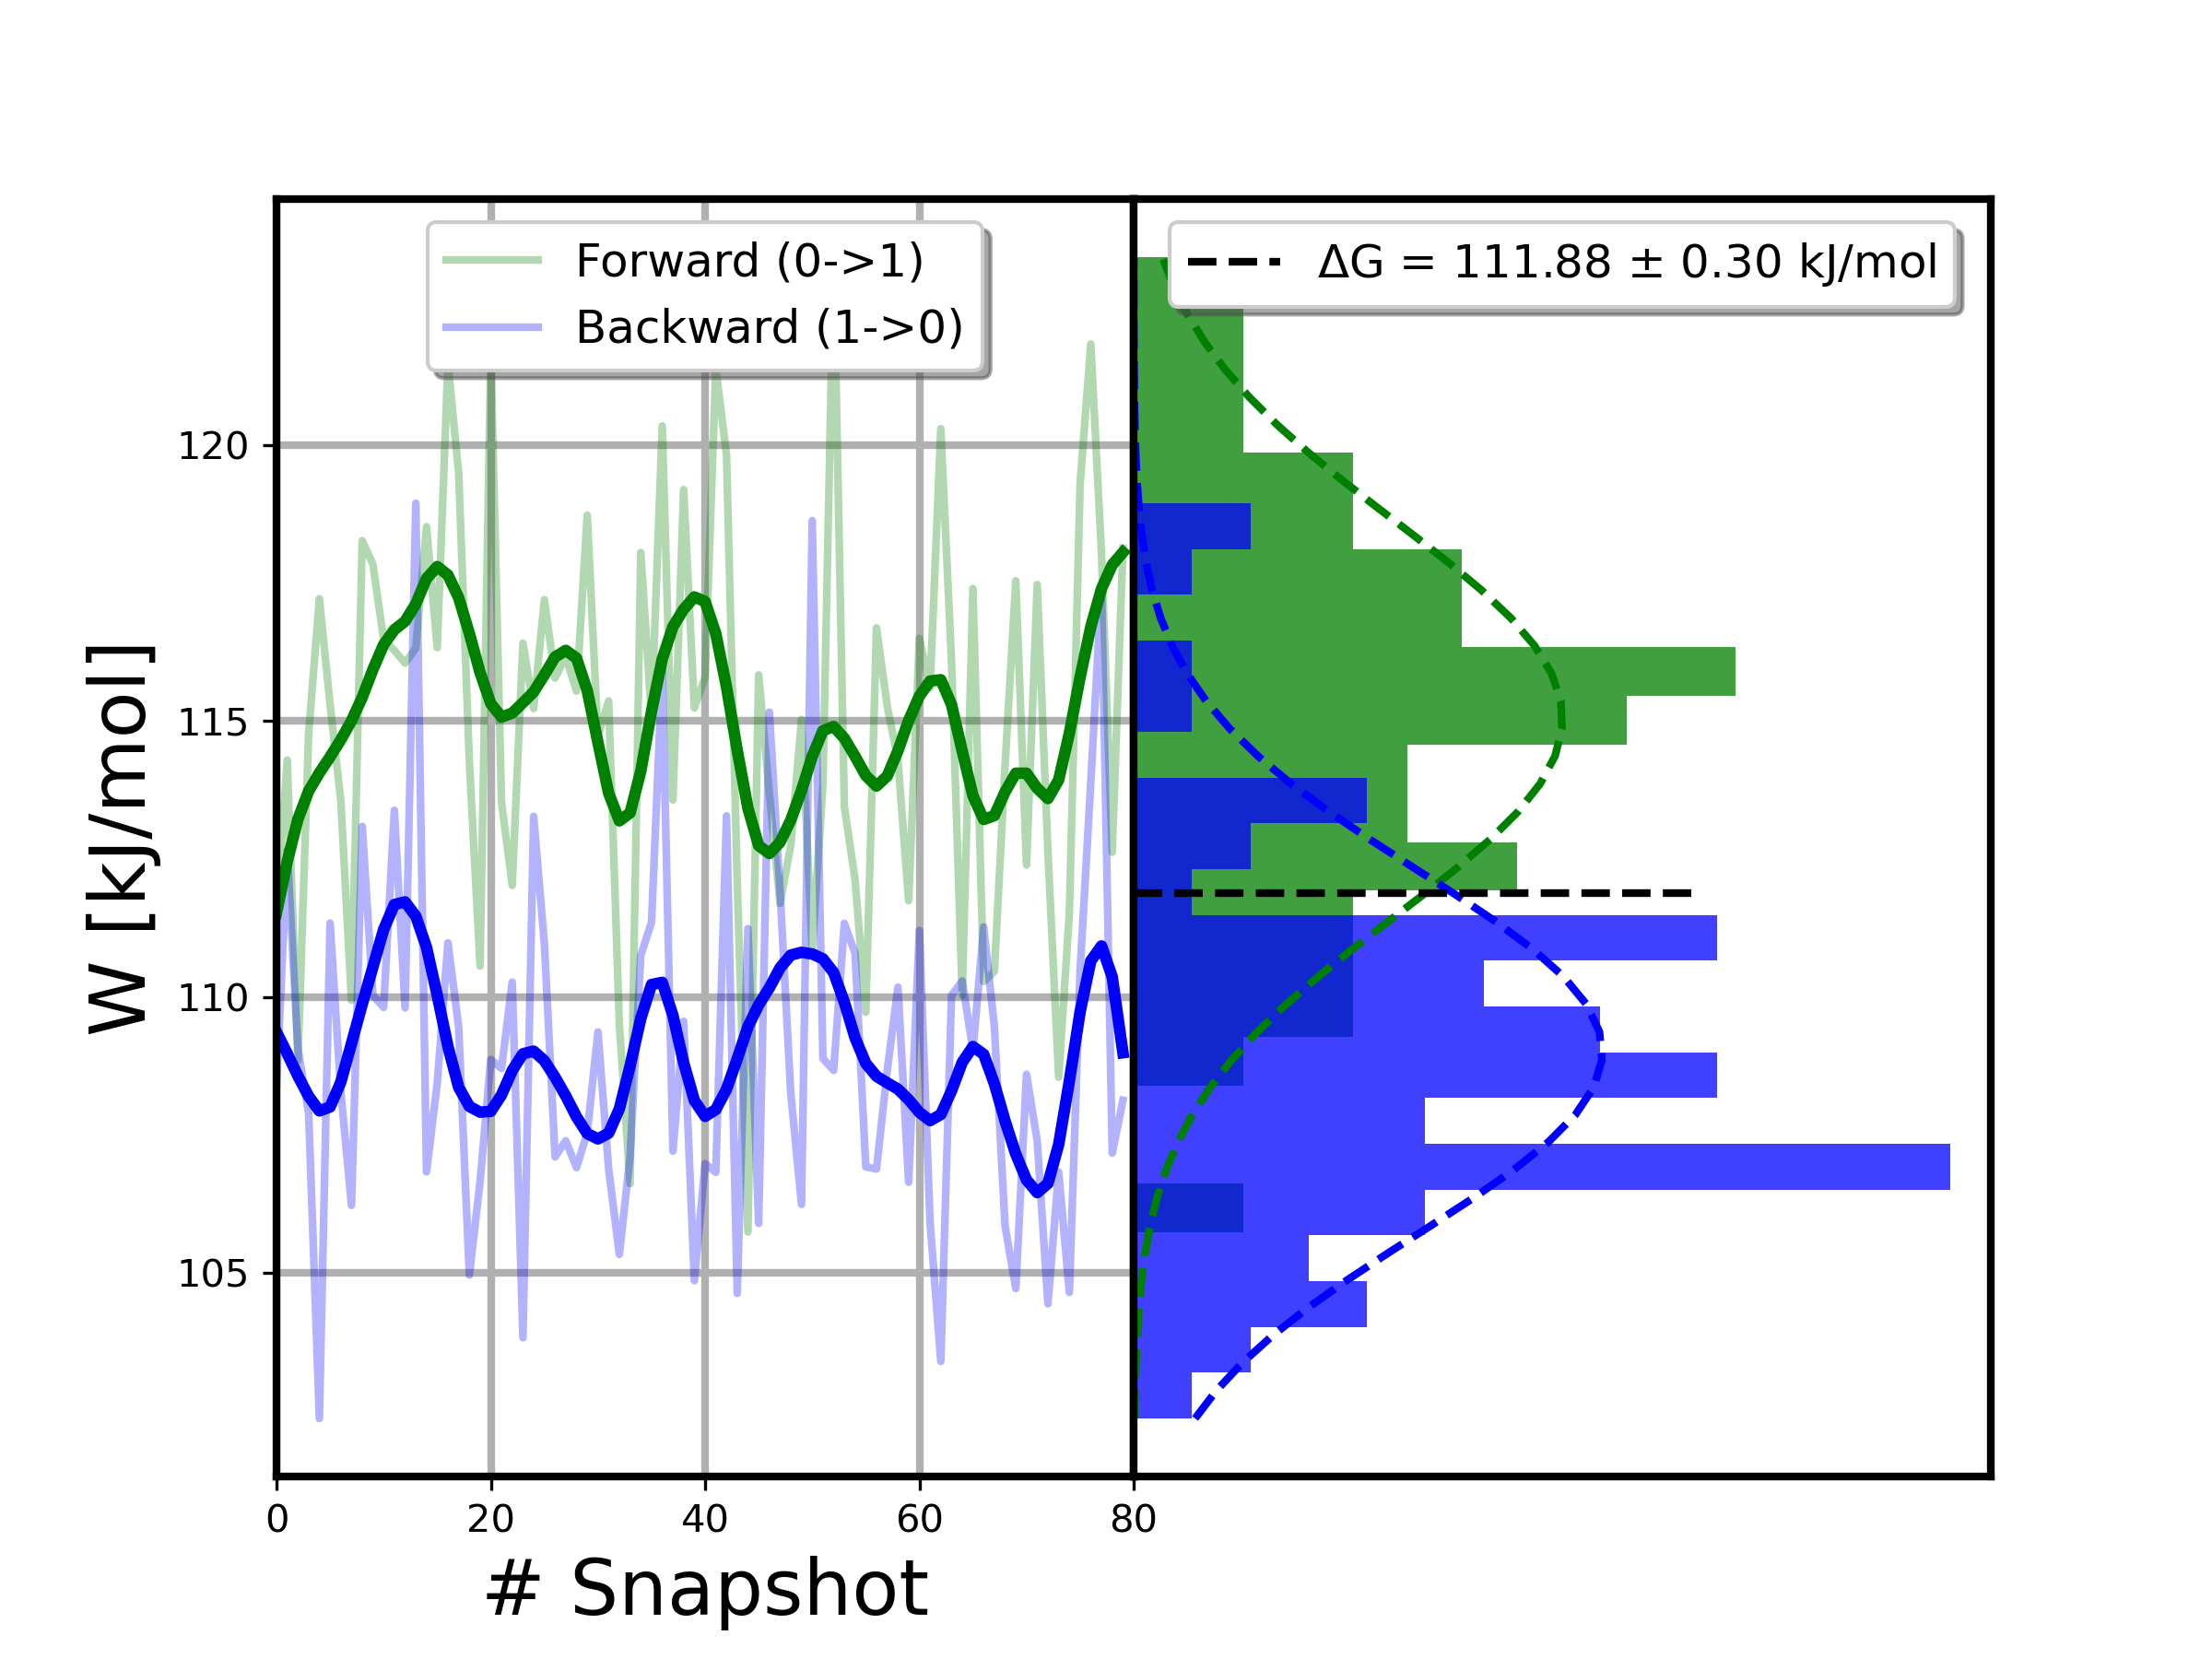 Forward (0->1)
Backward (1->0)
ΔG = 111.88 ± 0.30 kJ/mol
W [kJ/mol]
120
115
110
105
0 20 40 60 80
# Snapshot